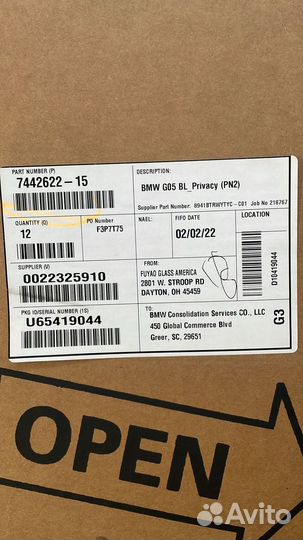 PART NUMBER (P)
7442622-15
DESCRIPTION:
BMW G05 BL_Privacy (PN2)
Supplier Part Number: 8941BTRWYTYC - C01 Job No 218767
QUANTITY (Q)
12
PO Number
F3P7T75
NAEL:
FIFO DATE
02/02/22
LOCATION
D10419044
SUPPLIER (V)
0022325910
FROM:
FUYAO GLASS AMERICA
2801 W. STROOP RD
DAYTON, OH 45459
PKG ID/SERIAL NUMBER (1S)
U65419044
TO:
BMW Consolidation Services CO., LLC
450 Global Commerce Blvd
Greer, SC, 29651
G3
OPEN
Avito